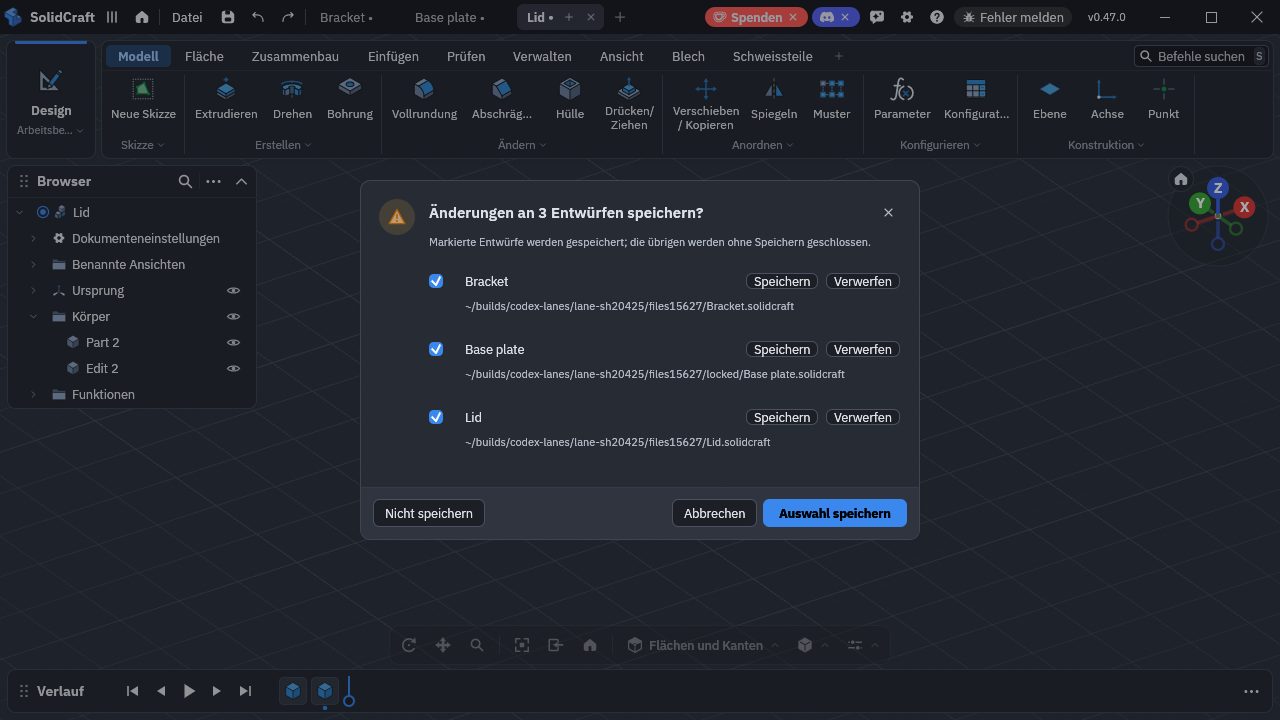 SolidCraft
Datei
Bracket •
Base plate •
Lid •
Spenden
Fehler melden
v0.47.0
Design
Arbeitsbe...
Modell
Fläche
Zusammenbau
Einfügen
Prüfen
Verwalten
Ansicht
Blech
Schweissteile
Befehle suchen
S
Neue Skizze
Extrudieren
Drehen
Bohrung
Vollrundung
Abschräg...
Hülle
Drücken/
Ziehen
Verschieben
/ Kopieren
Spiegeln
Muster
Parameter
Konfigurat...
Ebene
Achse
Punkt
Skizze
Erstellen
Ändern
Anordnen
Konfigurieren
Konstruktion
Browser
Lid
Dokumenteneinstellungen
Benannte Ansichten
Ursprung
Körper
Part 2
Edit 2
Funktionen
Z
Y
X
Änderungen an 3 Entwürfen speichern?
Markierte Entwürfe werden gespeichert; die übrigen werden ohne Speichern geschlossen.
Bracket
Speichern
Verwerfen
~/builds/codex-lanes/lane-sh20425/files15627/Bracket.solidcraft
Base plate
Speichern
Verwerfen
~/builds/codex-lanes/lane-sh20425/files15627/locked/Base plate.solidcraft
Lid
Speichern
Verwerfen
~/builds/codex-lanes/lane-sh20425/files15627/Lid.solidcraft
Nicht speichern
Abbrechen
Auswahl speichern
Flächen und Kanten
Verlauf